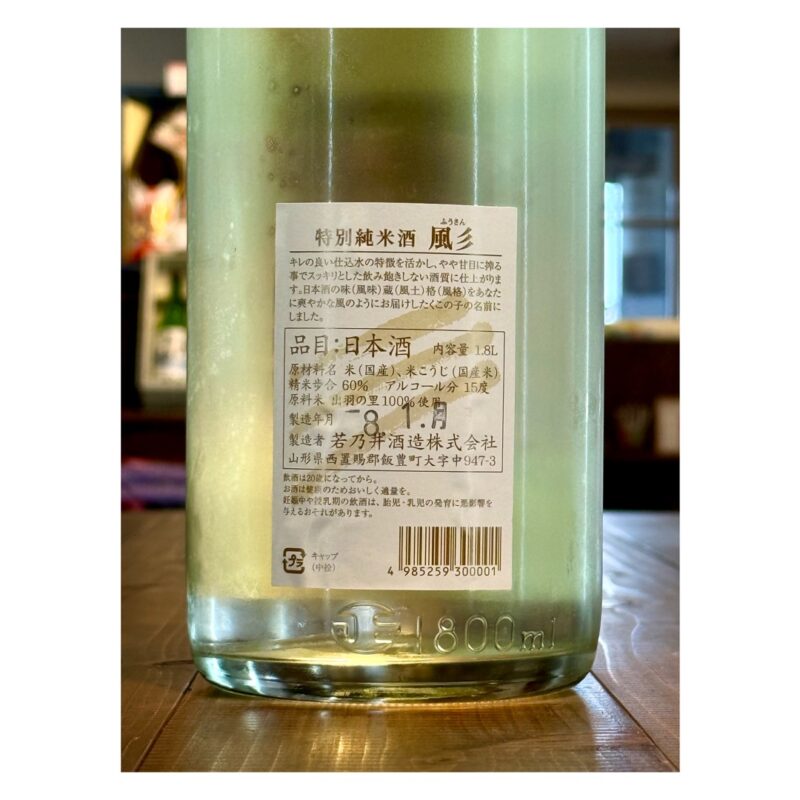 ふうさん
特別純米酒 風彡
キレの良い仕込水の特徴を活かし、やや甘目に搾る
事でスッキリとした飲み飽きしない酒質に仕上がりま
す。日本酒の味(風味)蔵(風土)格(風格)をあなた
に爽やかな風のようにお届けしたくこの子の名前に
しました。
品目:日本酒 内容量 1.8L
原材料名 米(国産)、米こうじ(国産米)
精米歩合 60% アルコール分 15度
原料米 出羽の里100%使用
製造年月 8.1.月
製造者 若乃井酒造株式会社
山形県西置賜郡飯豊町大字中947-3
飲酒は20歳になってから。
お酒は健康のためおいしく適量を。
妊娠中や授乳期の飲酒は、胎児・乳児の発育に悪影響を
与えるおそれがあります。
プラ
キャップ
(中栓)
4 985259 300001
1800ml